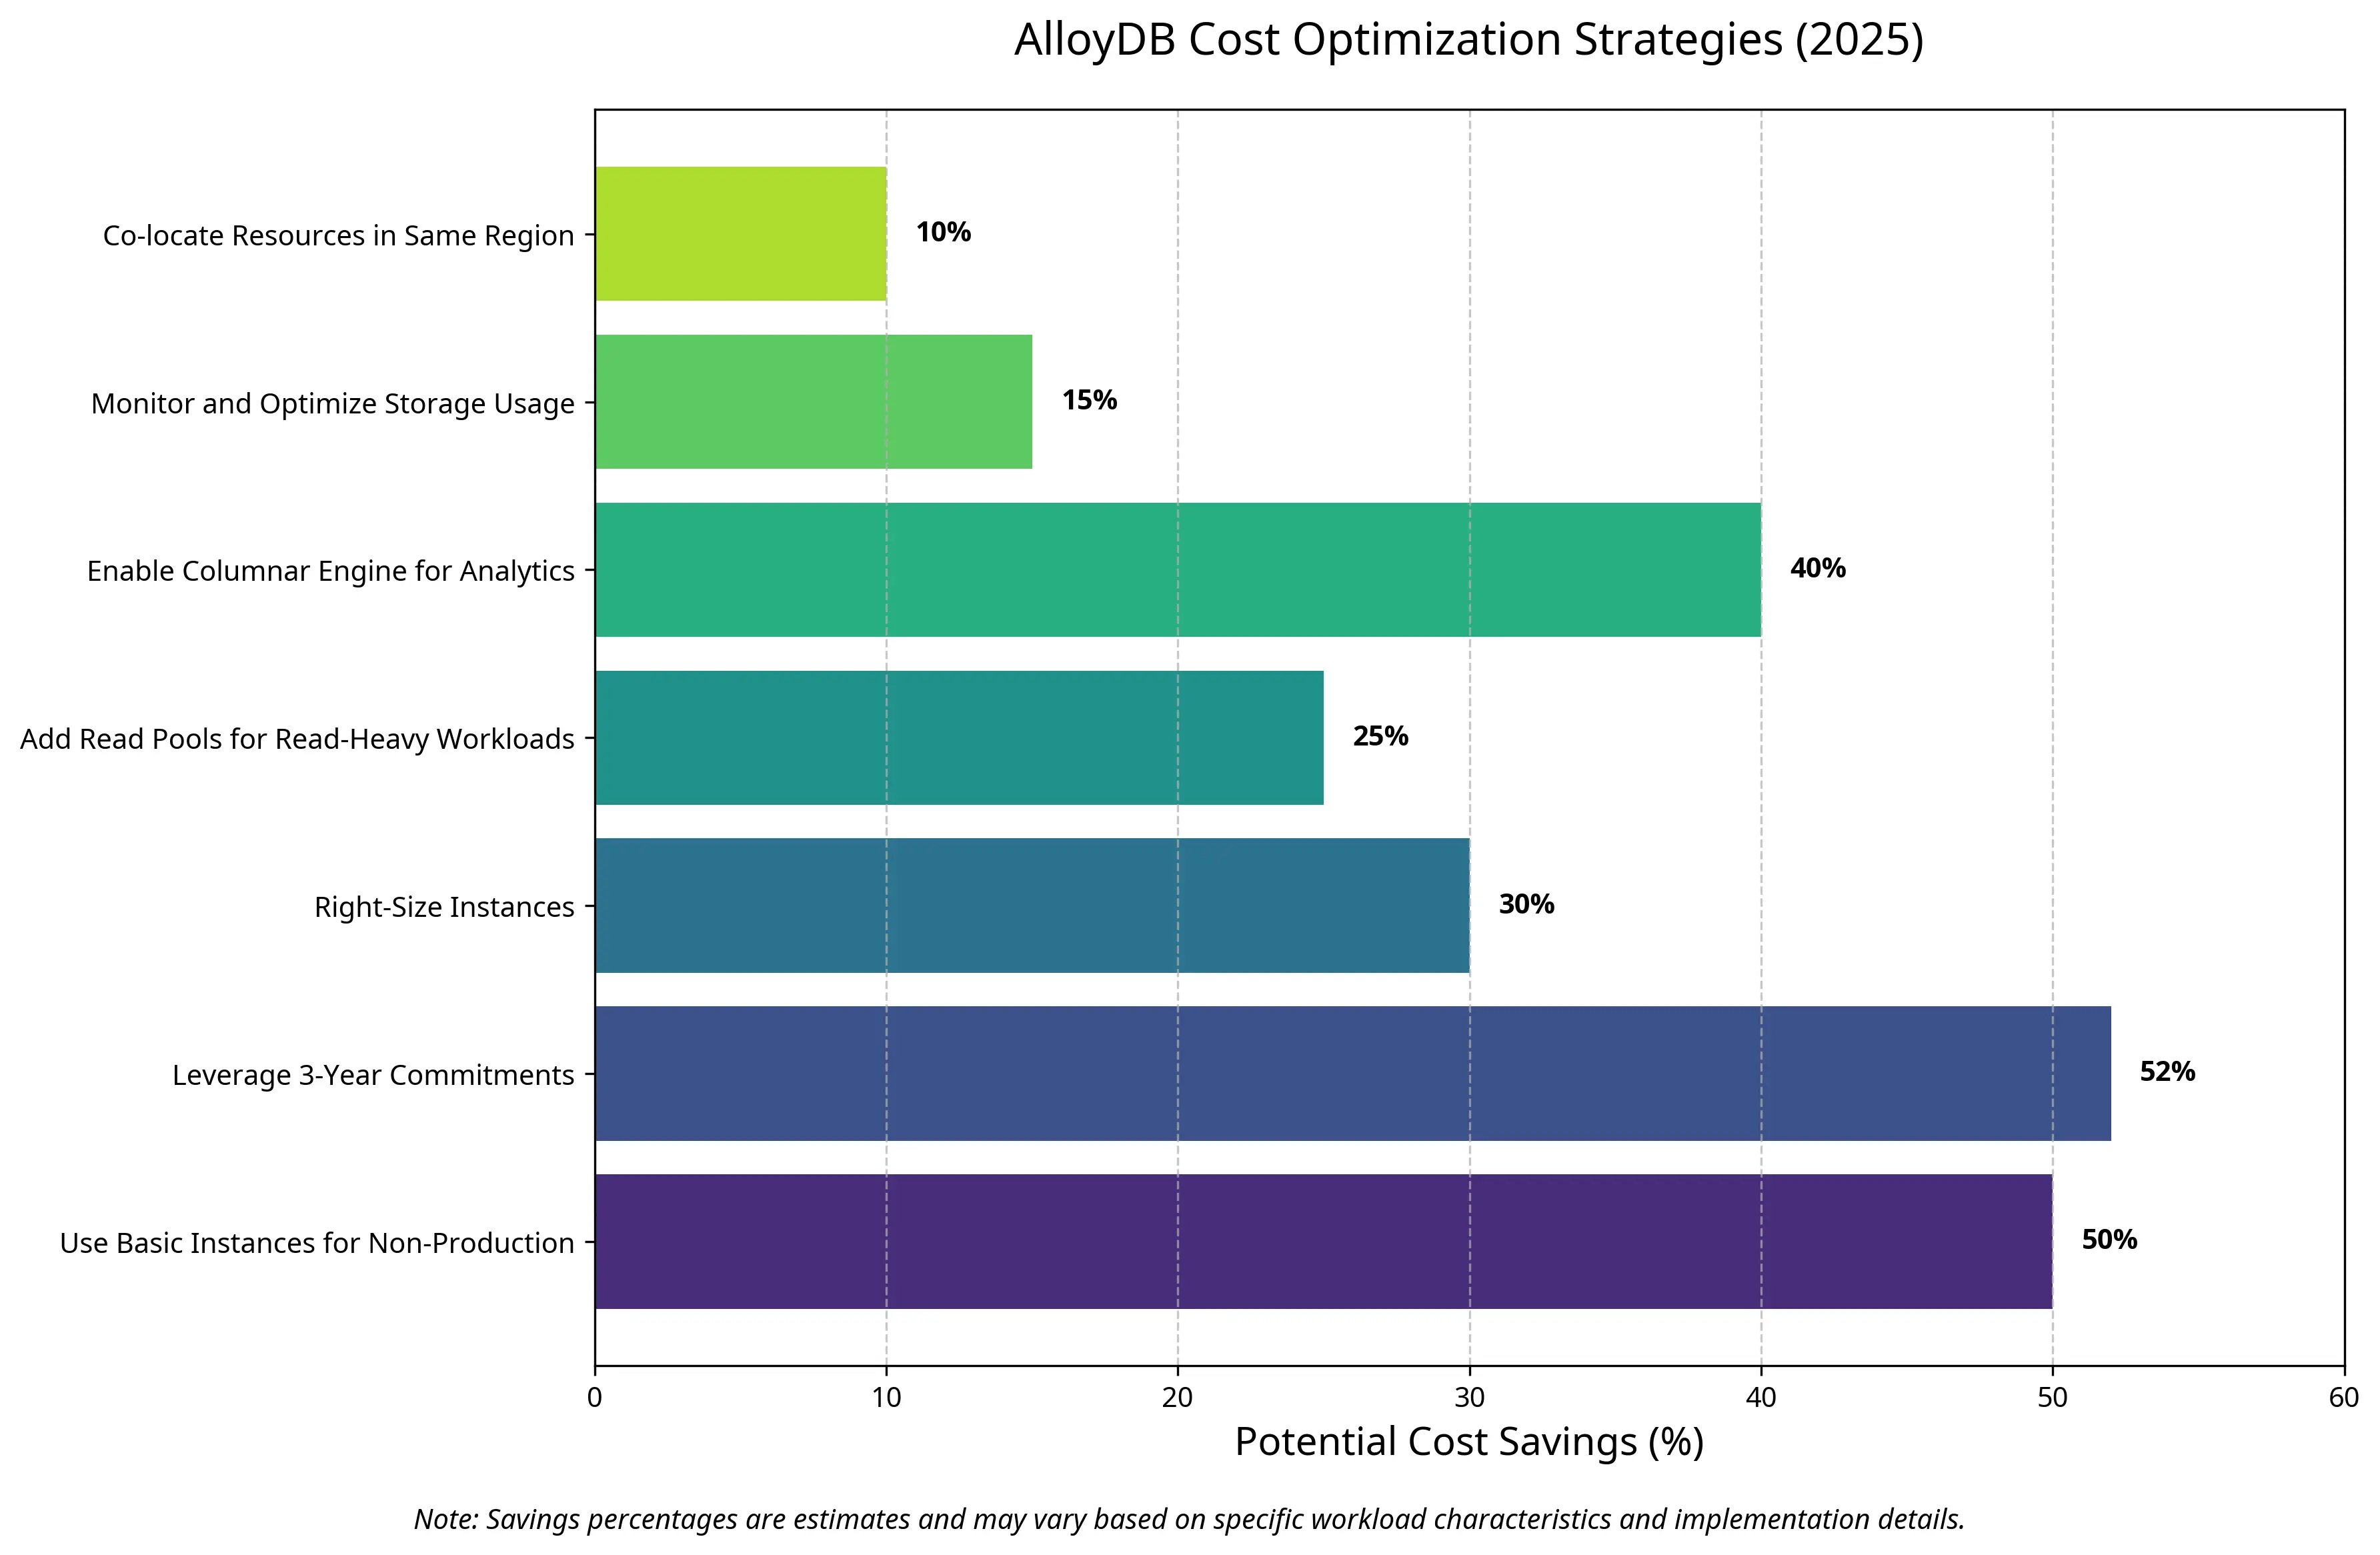 AlloyDB Cost Optimization Strategies (2025)
Co-locate Resources in Same Region
10%
Monitor and Optimize Storage Usage
15%
Enable Columnar Engine for Analytics
40%
Add Read Pools for Read-Heavy Workloads
25%
Right-Size Instances
30%
Leverage 3-Year Commitments
52%
Use Basic Instances for Non-Production
50%
0 10 20 30 40 50 60
Potential Cost Savings (%)
Note: Savings percentages are estimates and may vary based on specific workload characteristics and implementation details.